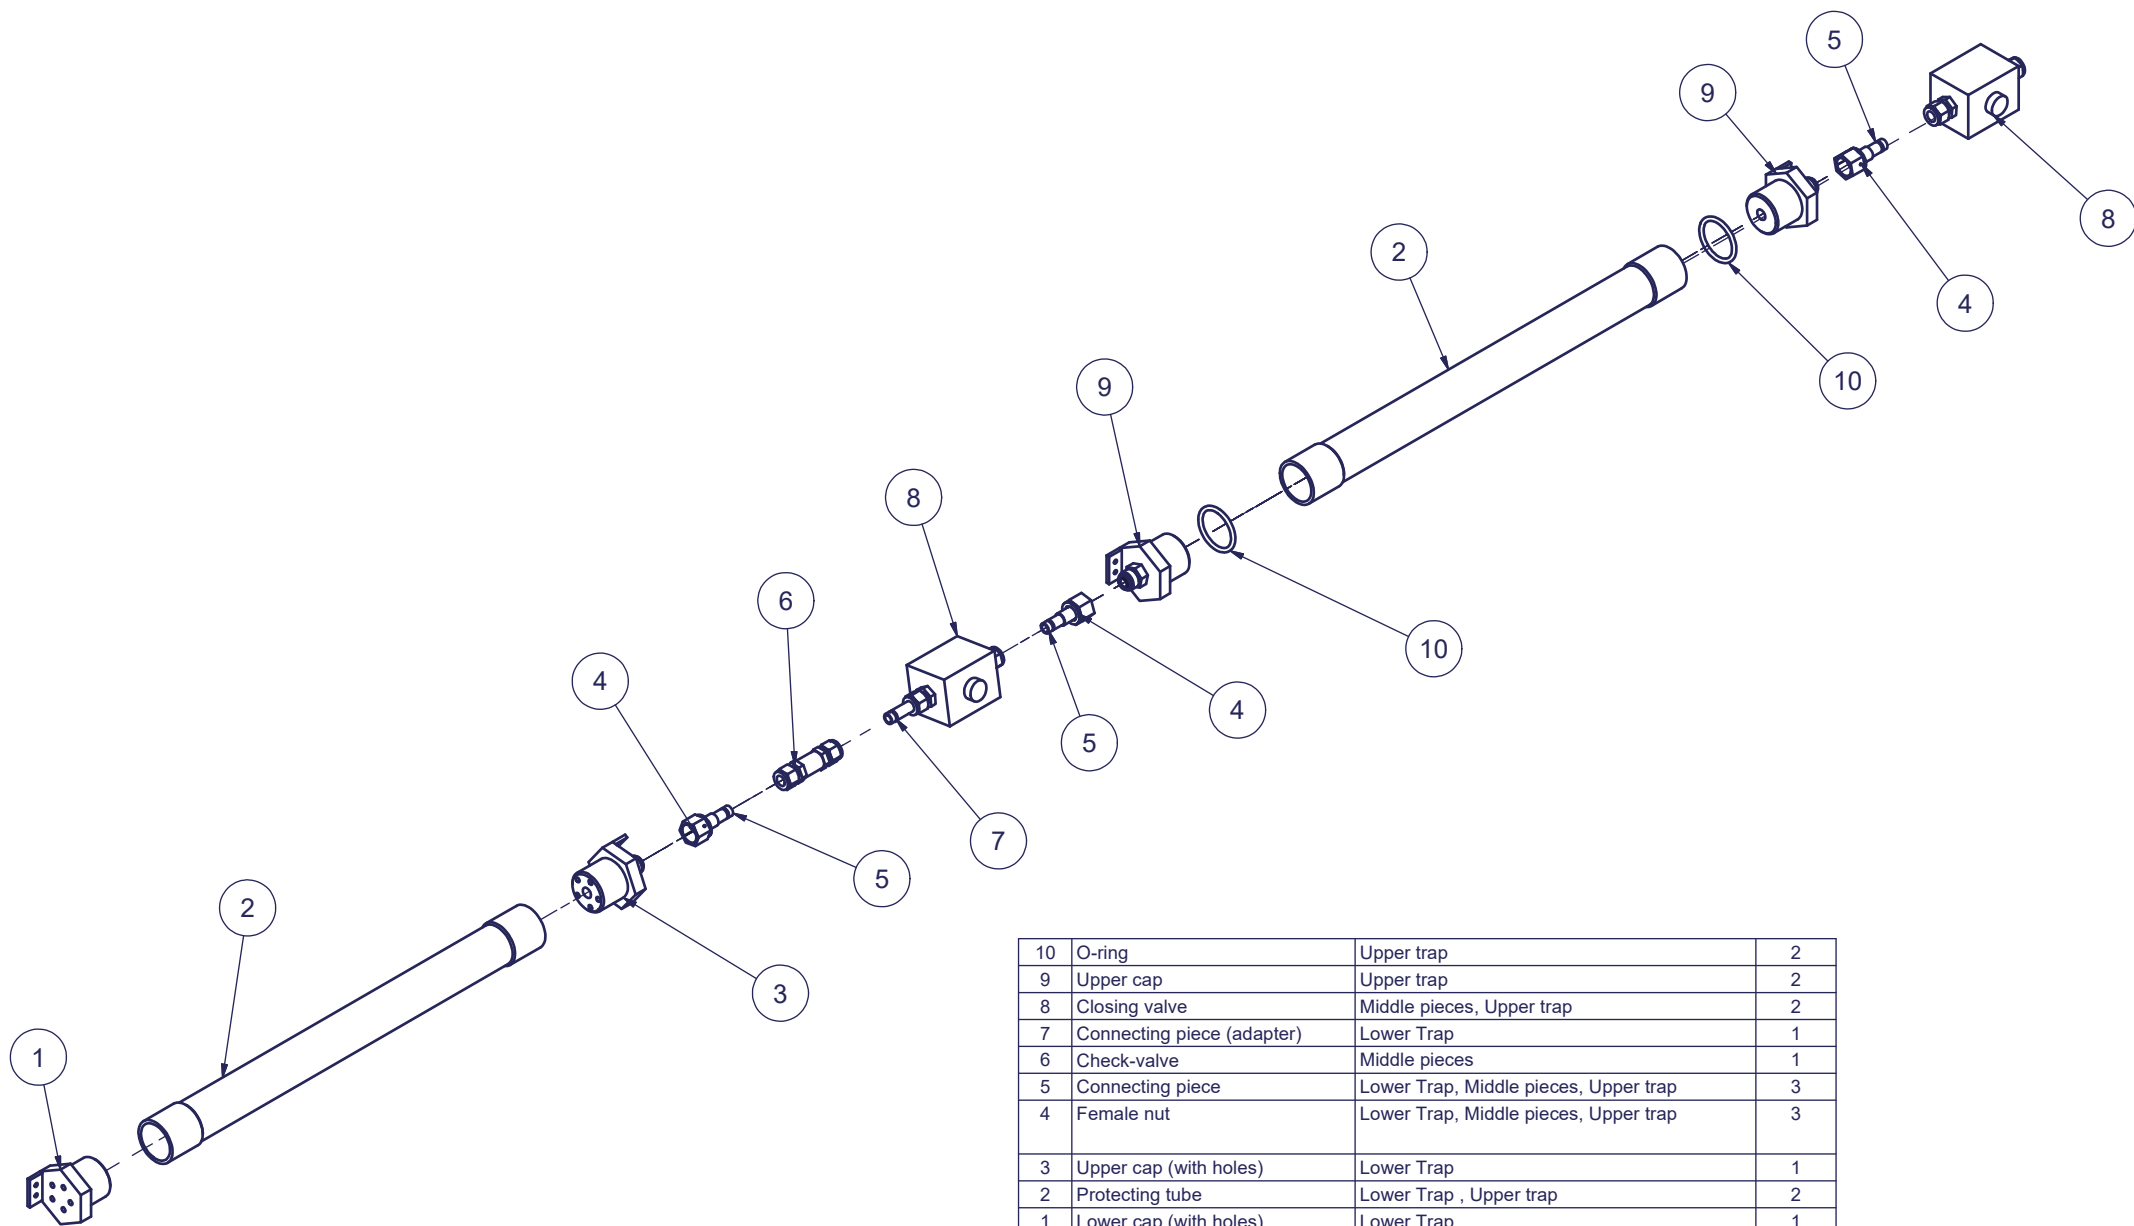 5
9
8
2
4
10
9
8
10
6
4
4
5
7
5
2
3
1
10 O-ring Upper trap 2
9 Upper cap Upper trap 2
8 Closing valve Middle pieces, Upper trap 2
7 Connecting piece (adapter) Lower Trap 1
6 Check-valve Middle pieces 1
5 Connecting piece Lower Trap, Middle pieces, Upper trap 3
4 Female nut Lower Trap, Middle pieces, Upper trap 3
3 Upper cap (with holes) Lower Trap 1
2 Protecting tube Lower Trap , Upper trap 2
1 Lower cap (with holes) Lower Trap 1